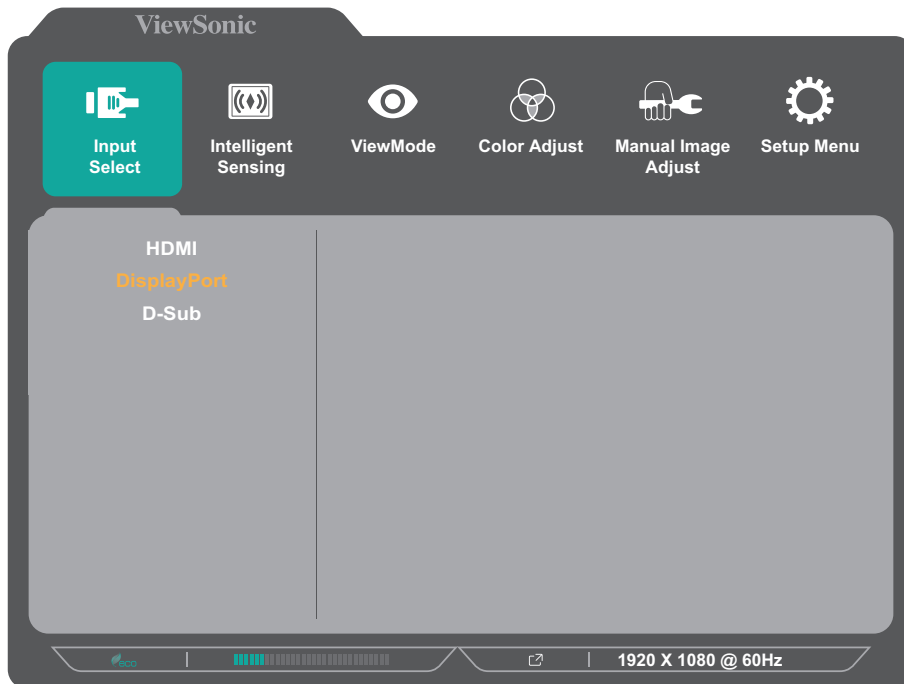 ViewSonic
Input
Select
Intelligent
Sensing
ViewMode
Color Adjust
Manual Image
Adjust
Setup Menu
HDMI
DisplayPort
D-Sub
eco
1920 X 1080 @ 60Hz